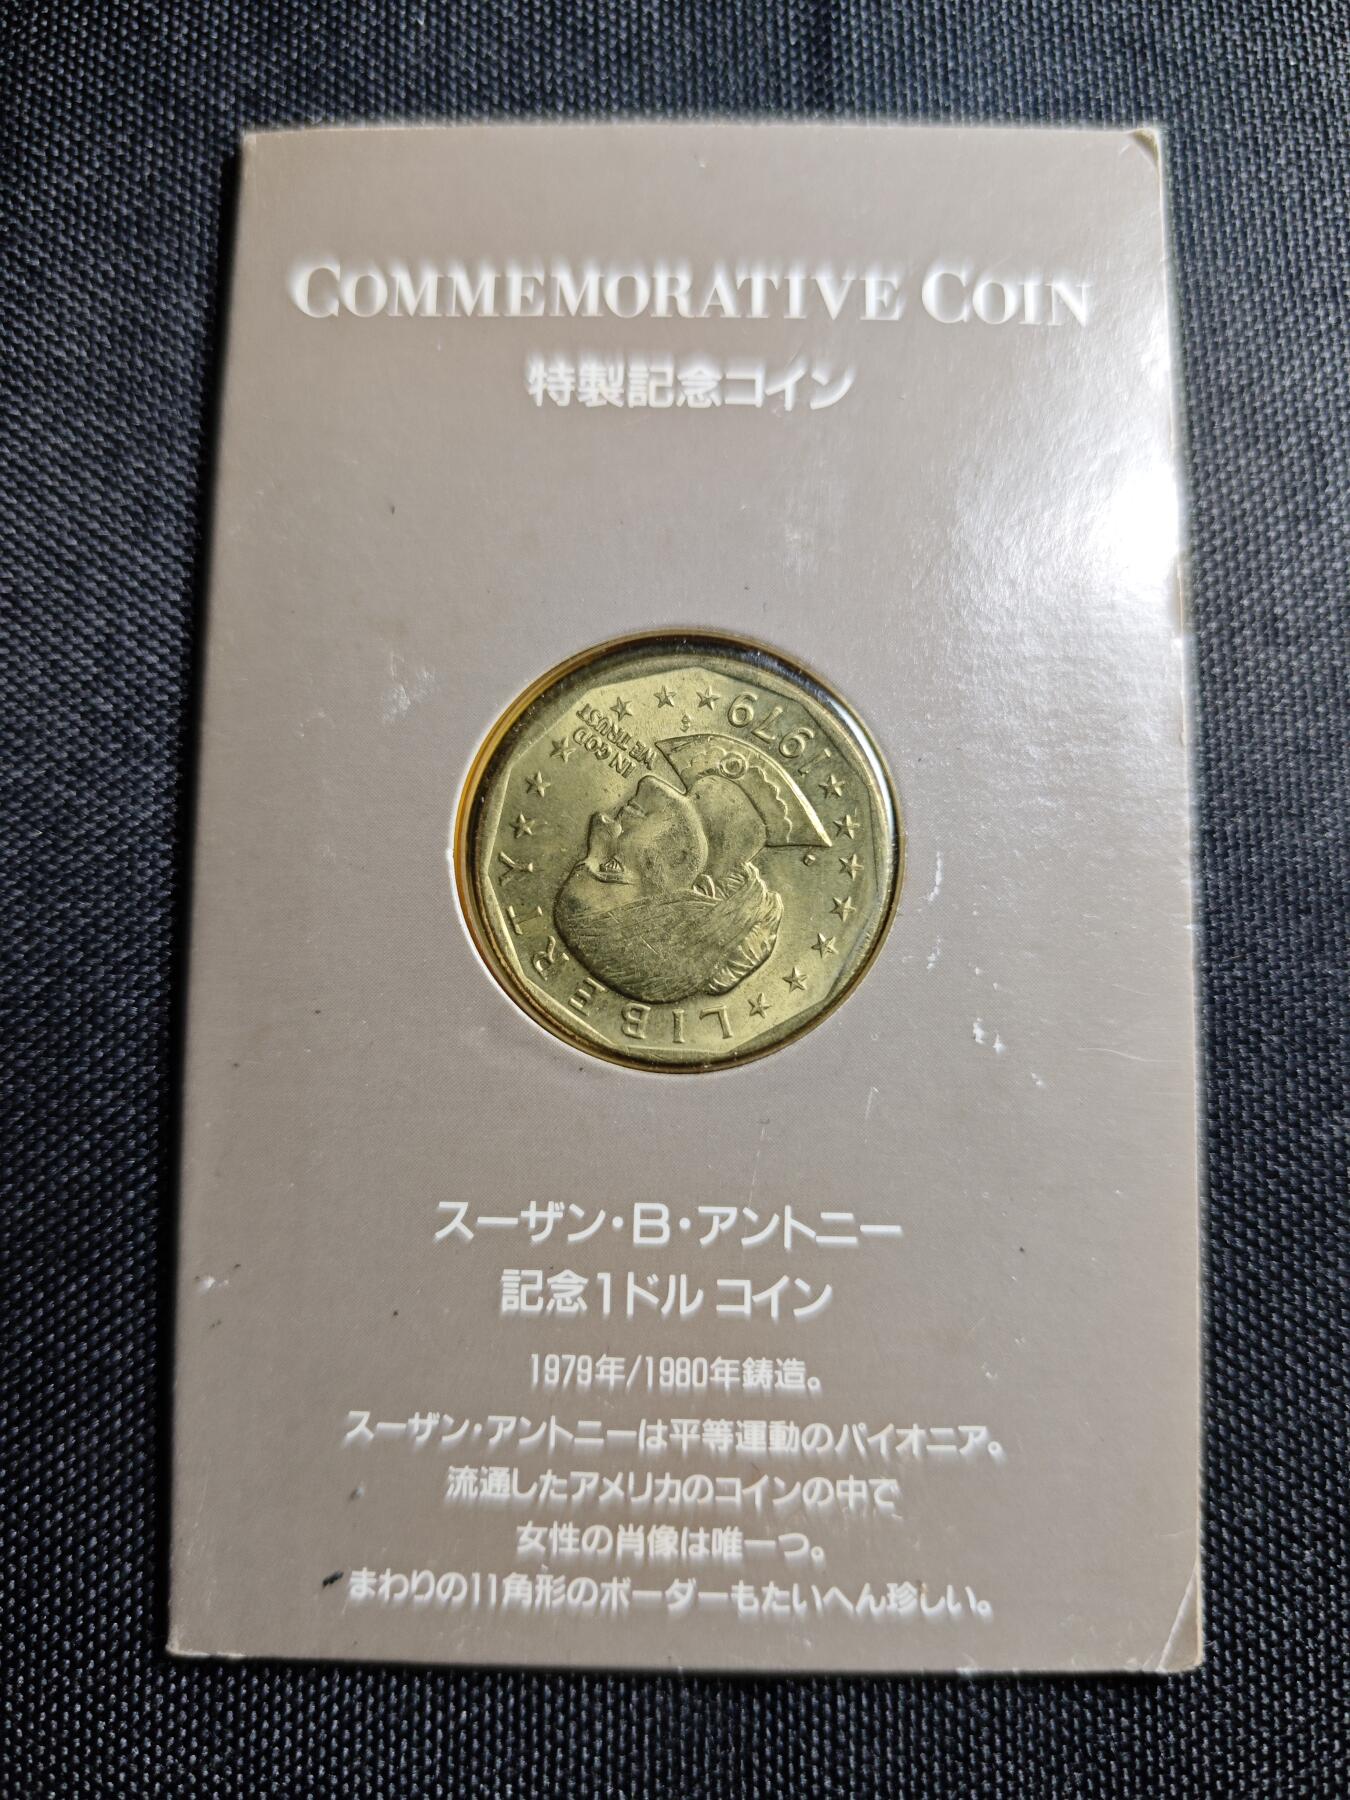 COMMEMORATIVE COIN
特製記念コイン
1979
IN GOD
WE TRUST
LIBERTY
スーザン・B・アントニー
記念1ドル コイン
1979年/1980年鋳造。
スーザン・アントニーは平等運動のパイオニア。
流通したアメリカのコインの中で
女性の肖像は唯一つ。
まわりの11角形のボーダーもたいへん珍しい。